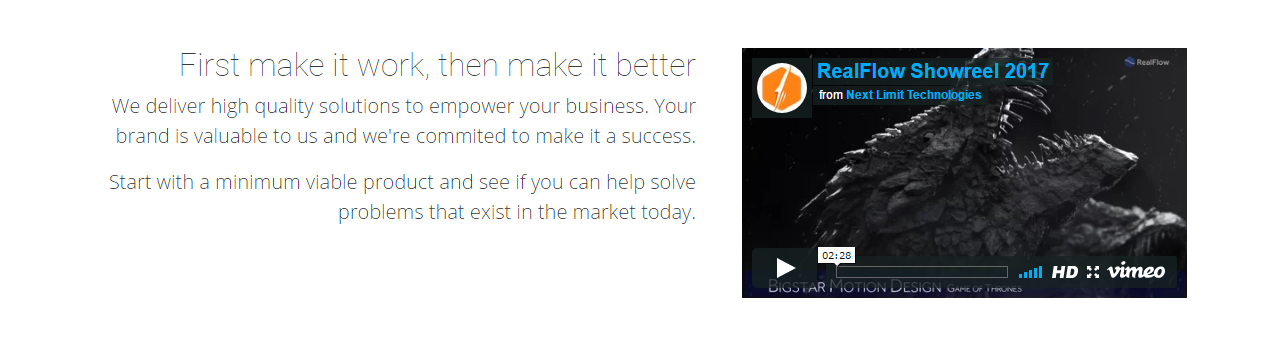 First make it work, then make it better
We deliver high quality solutions to empower your business. Your
brand is valuable to us and we're commited to make it a success.
Start with a minimum viable product and see if you can help solve
problems that exist in the market today.
RealFlow Showreel 2017
from Next Limit Technologies
RealFlow
02:28
HD vimeo
BIGSTAR MOTION DESIGN GAME OF THRONES